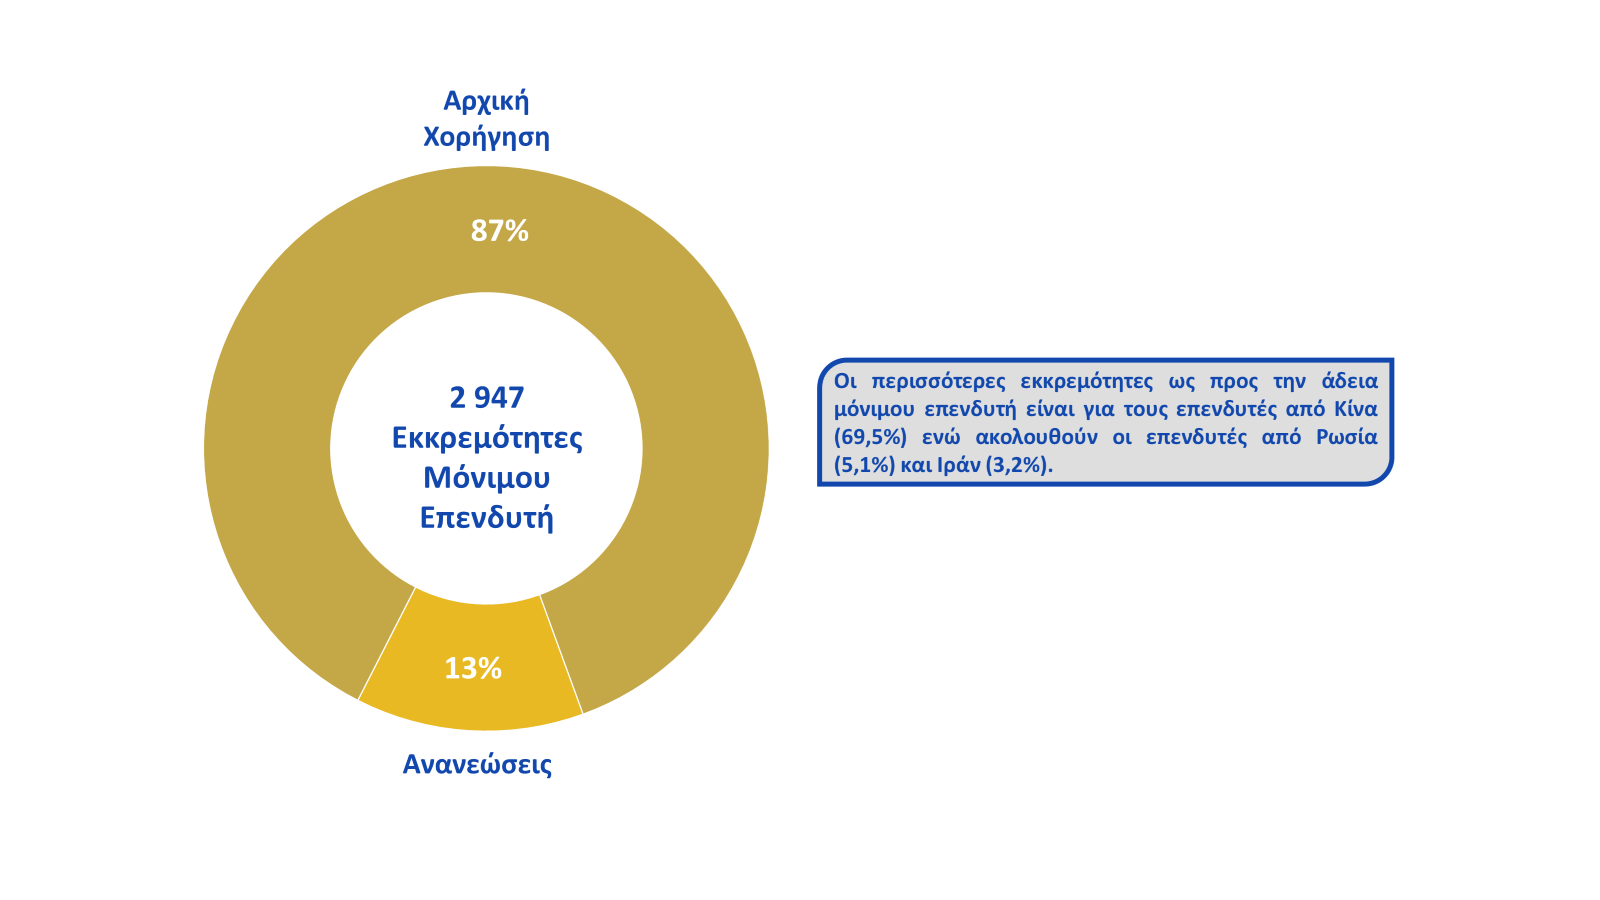 Αρχική
Χορήγηση
87%
2 947
Εκκρεμότητες
Μόνιμου
Επενδυτή
13%
Ανανεώσεις
Οι περισσότερες εκκρεμότητες ως προς την άδεια
μόνιμου επενδυτή είναι για τους επενδυτές από Κίνα
(69,5%) ενώ ακολουθούν οι επενδυτές από Ρωσία
(5,1%) και Ιράν (3,2%).